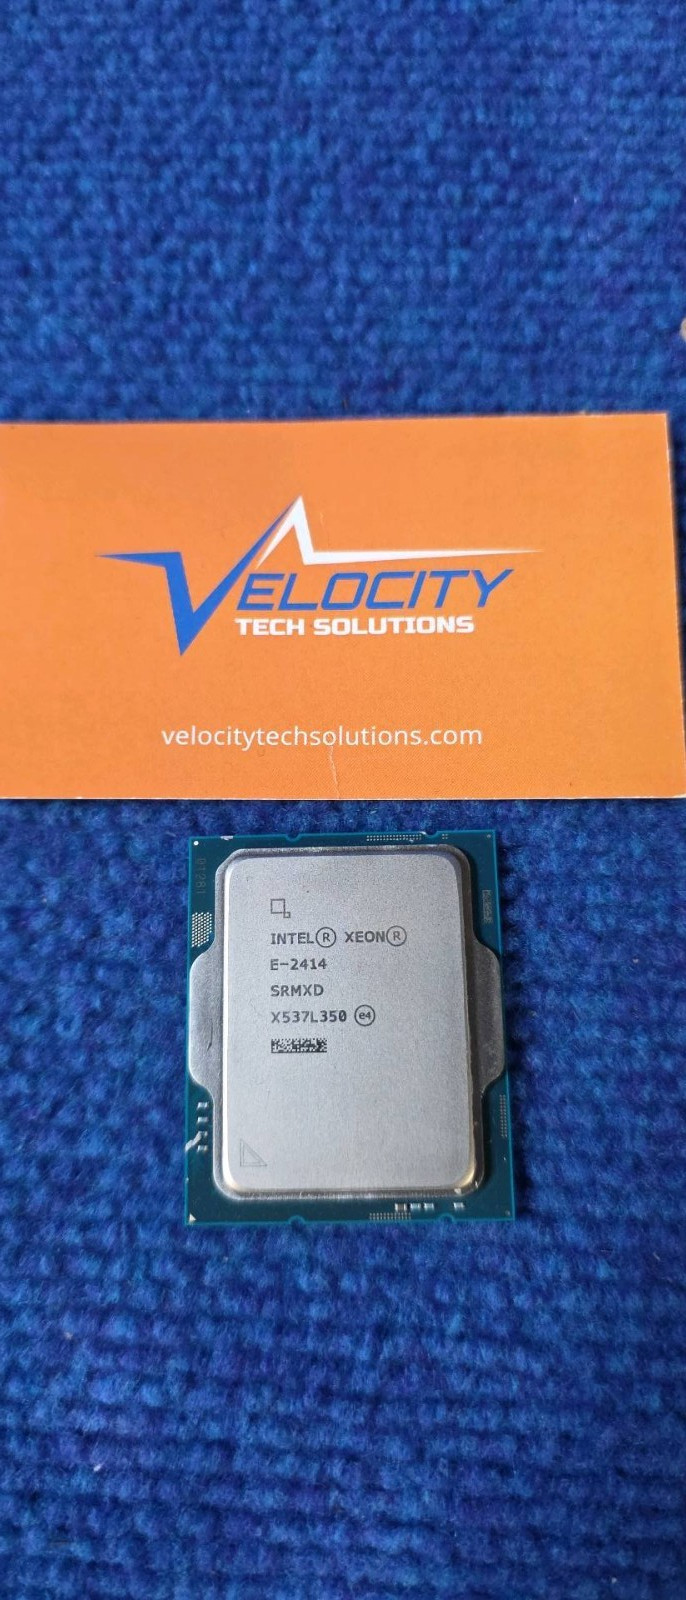 VELOCITY
TECH SOLUTIONS
velocitytechsolutions.com
INTEL® XEON®
E-2414
SRMXD
X537L350 e4